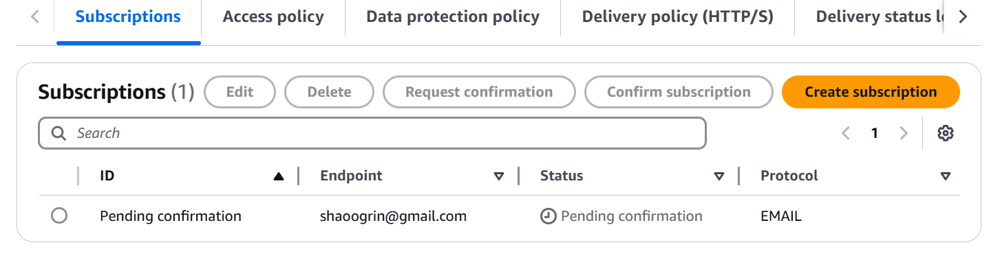 Subscriptions Access policy Data protection policy Delivery policy (HTTP/S) Delivery status
Subscriptions (1) Edit Delete Request confirmation Confirm subscription Create subscription
Search 1
ID Endpoint Status Protocol
Pending confirmation shaoogrin@gmail.com Pending confirmation EMAIL